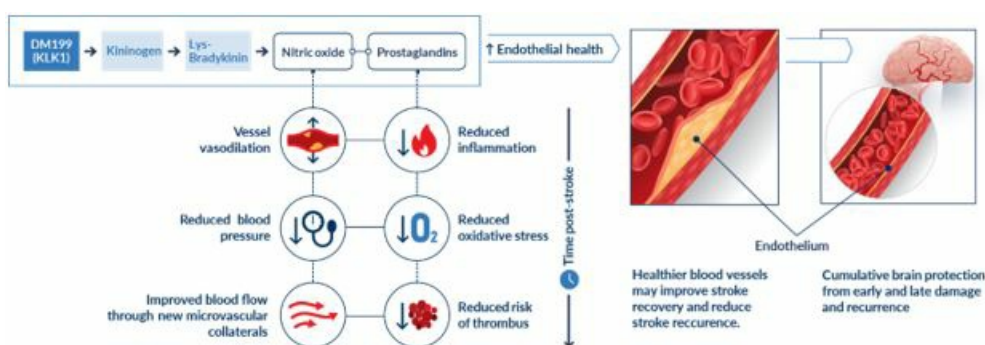 DM199
(KLK1)
Kininogen
Lys-
Bradykinin
Nitric oxide
Prostaglandins
↑ Endothelial health
Vessel
vasodilation
Reduced
inflammation
Reduced blood
pressure
O2
Reduced
oxidative stress
Improved blood flow
through new microvascular
collaterals
Reduced risk
of thrombus
Time post-stroke
Endothelium
Healthier blood vessels
may improve stroke
recovery and reduce
stroke reccurence.
Cumulative brain protection
from early and late damage
and recurrence